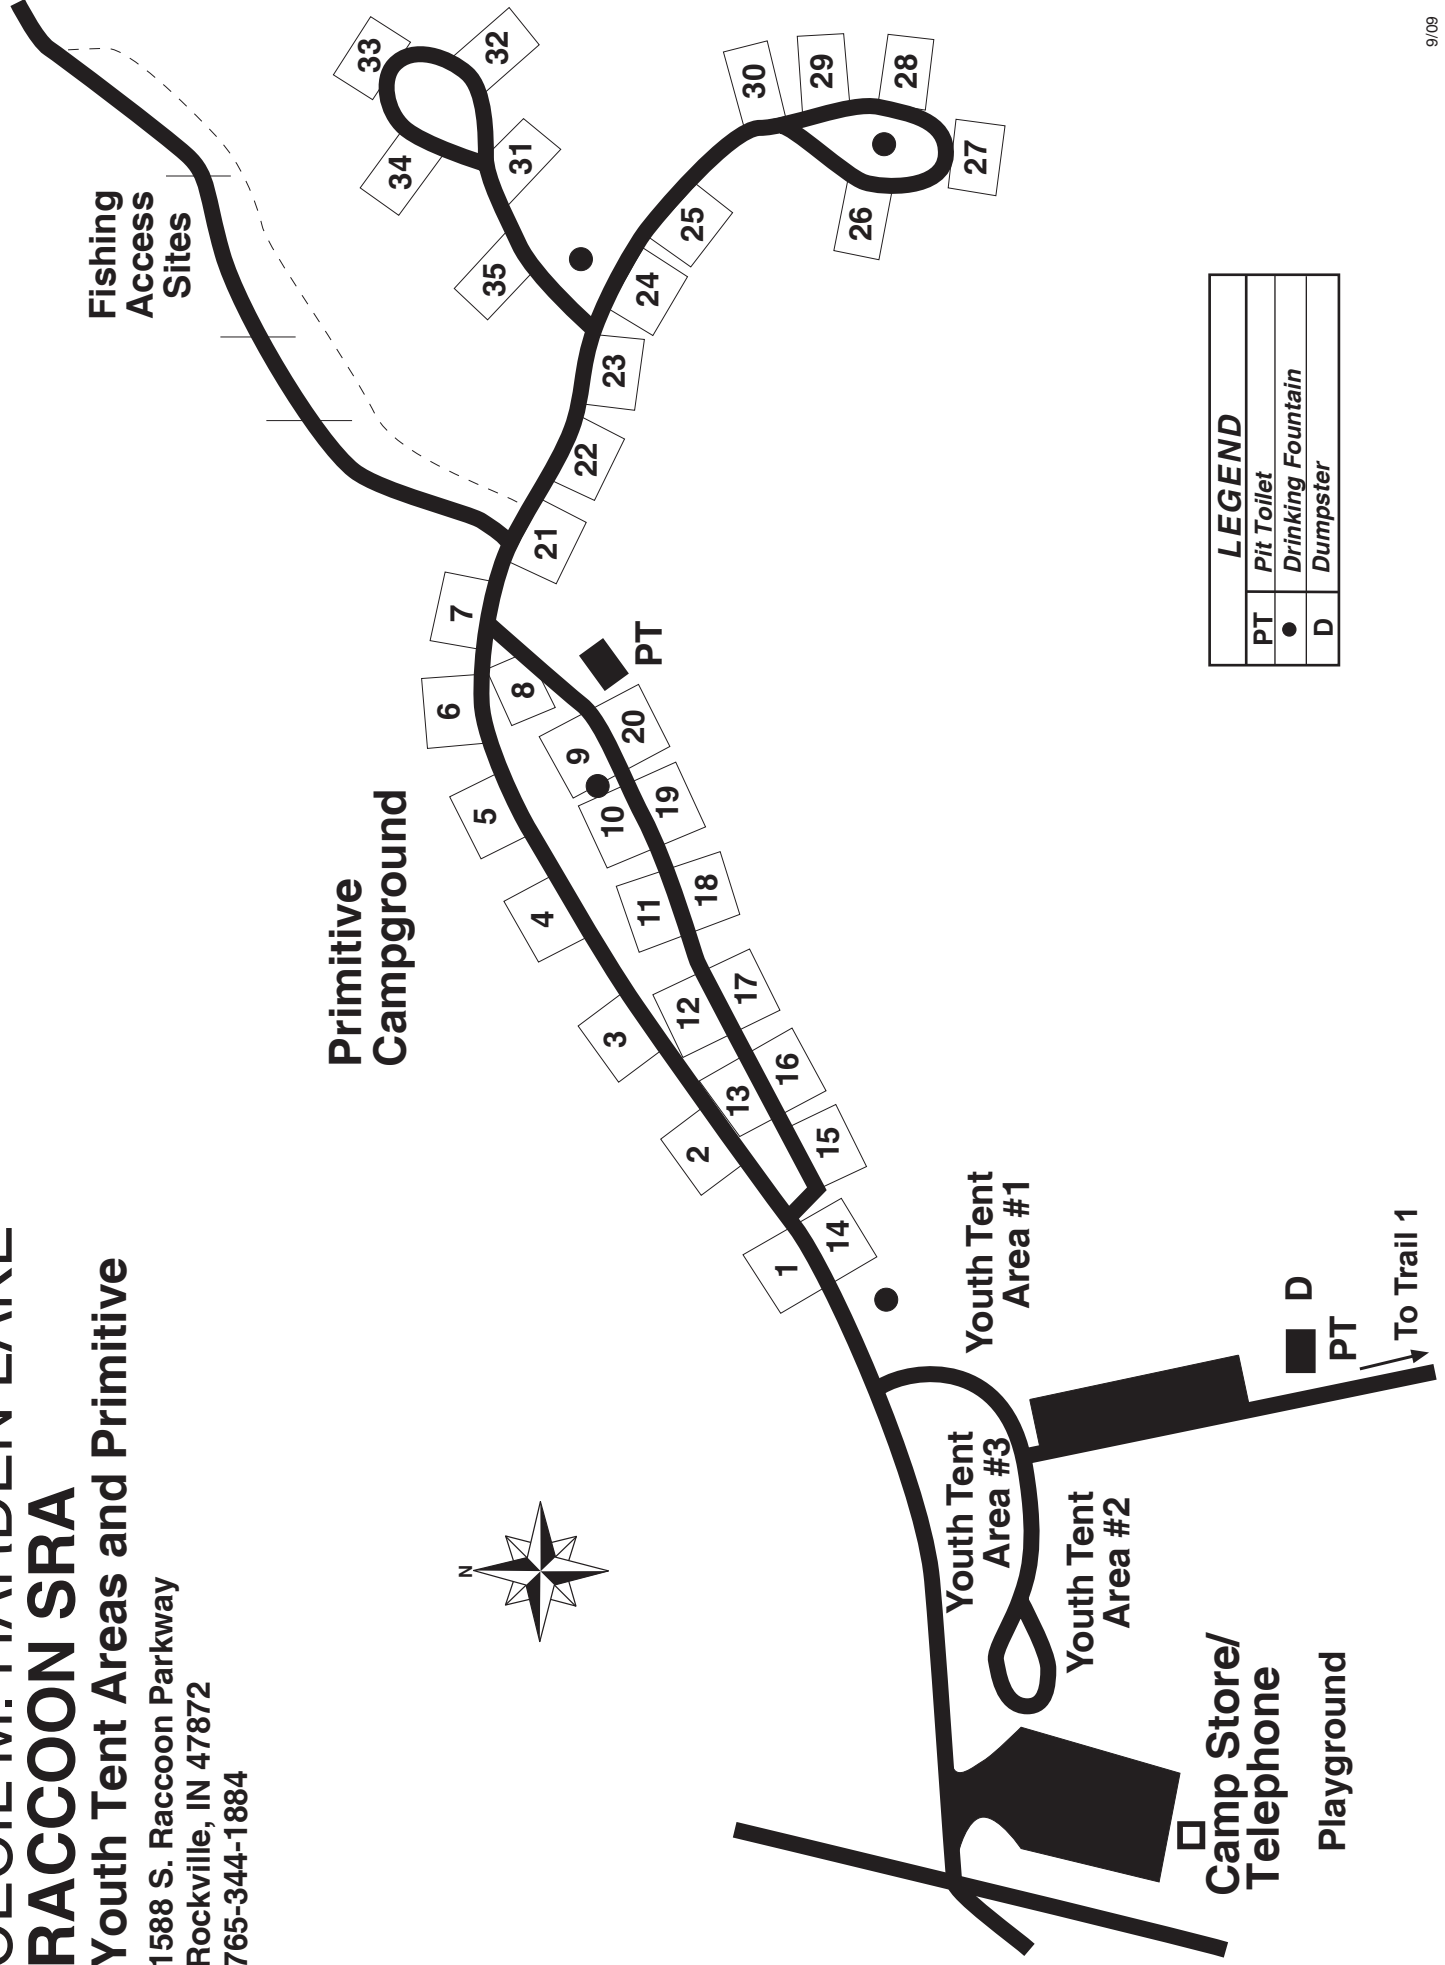 CECIL M. HARDEN LAKE
RACCOON SRA
Youth Tent Areas and Primitive
1588 S. Raccoon Parkway
Rockville, IN 47872
765-344-1884
Fishing
Access
Sites
Primitive
Campground
N
1
2
3
4
5
6
7
8
9
10
11
12
13
14
15
16
17
18
19
20
21
22
23
24
25
26
27
28
29
30
31
32
33
34
35
PT
Youth Tent
Area #1
Youth Tent
Area #3
Youth Tent
Area #2
Camp Store/
Telephone
Playground
D
PT
To Trail 1
LEGEND
PT Pit Toilet
● Drinking Fountain
D Dumpster
9/09